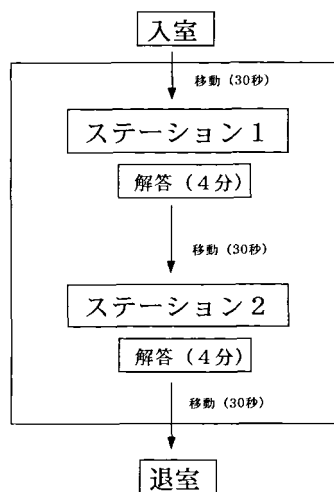 入室
移動（30秒）
ステーション1
解答（4分）
移動（30秒）
ステーション2
解答（4分）
移動（30秒）
退室